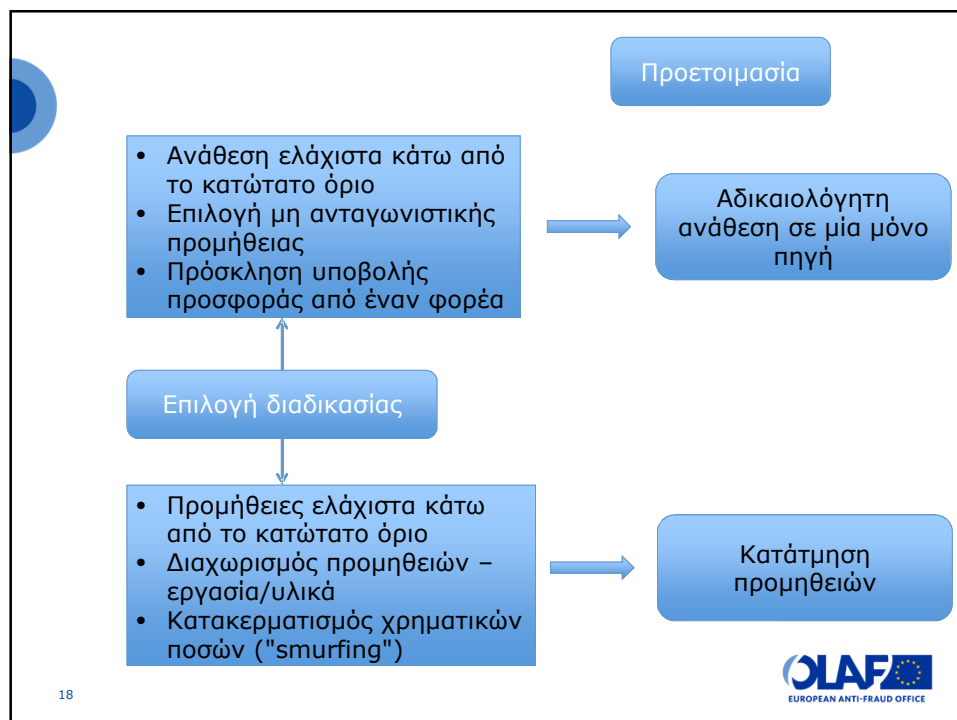 Προετοιμασία
• Ανάθεση ελάχιστα κάτω από
το κατώτατο όριο
• Επιλογή μη ανταγωνιστικής
προμήθειας
• Πρόσκληση υποβολής
προσφοράς από έναν φορέα
Αδικαιολόγητη
ανάθεση σε μία μόνο
πηγή
Επιλογή διαδικασίας
• Προμήθειες ελάχιστα κάτω
από το κατώτατο όριο
• Διαχωρισμός προμηθειών –
εργασία/υλικά
• Κατακερματισμός χρηματικών
ποσών ("smurfing")
Κατάτμηση
προμηθειών
18
OLAF
EUROPEAN ANTI-FRAUD OFFICE